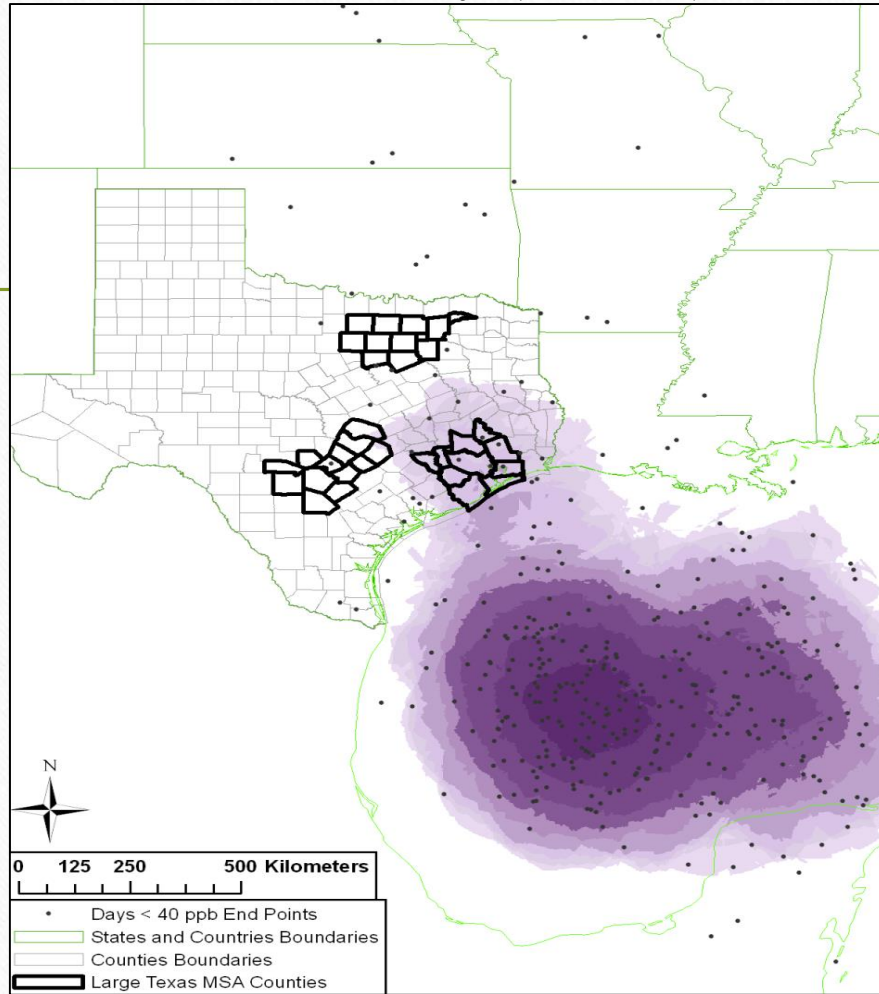 N
0 125 250 500 Kilometers
Days < 40 ppb End Points
States and Countries Boundaries
Counties Boundaries
Large Texas MSA Counties